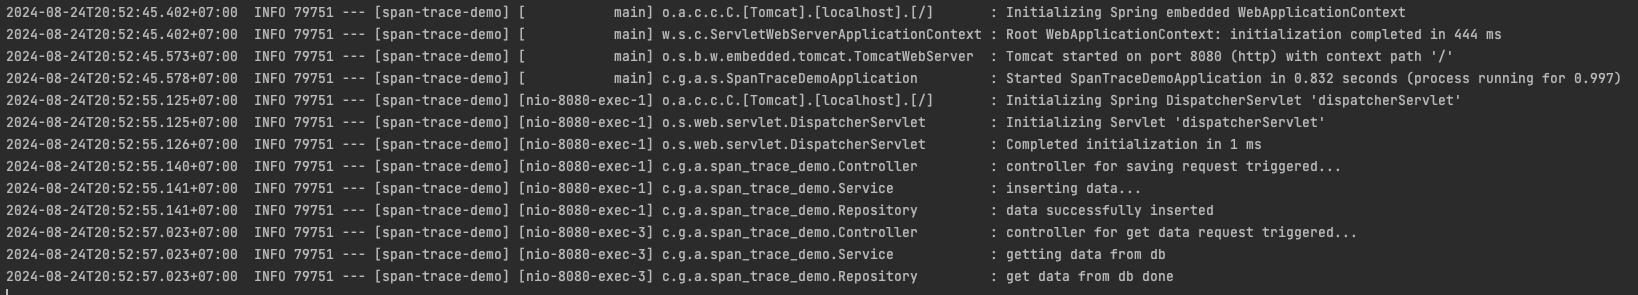 2024-08-24T20:52:45.402+07:00  INFO 79751 --- [span-trace-demo] [           main] o.a.c.c.C.[Tomcat].[localhost].[/]       : Initializing Spring embedded WebApplicationContext
2024-08-24T20:52:45.402+07:00  INFO 79751 --- [span-trace-demo] [           main] w.s.c.ServletWebServerApplicationContext : Root WebApplicationContext: initialization completed in 444 ms
2024-08-24T20:52:45.573+07:00  INFO 79751 --- [span-trace-demo] [           main] o.s.b.w.embedded.tomcat.TomcatWebServer  : Tomcat started on port 8080 (http) with context path '/'
2024-08-24T20:52:45.578+07:00  INFO 79751 --- [span-trace-demo] [           main] c.g.a.s.SpanTraceDemoApplication         : Started SpanTraceDemoApplication in 0.832 seconds (process running for 0.997)
2024-08-24T20:52:55.125+07:00  INFO 79751 --- [span-trace-demo] [nio-8080-exec-1] o.a.c.c.C.[Tomcat].[localhost].[/]       : Initializing Spring DispatcherServlet 'dispatcherServlet'
2024-08-24T20:52:55.125+07:00  INFO 79751 --- [span-trace-demo] [nio-8080-exec-1] o.s.web.servlet.DispatcherServlet        : Initializing Servlet 'dispatcherServlet'
2024-08-24T20:52:55.126+07:00  INFO 79751 --- [span-trace-demo] [nio-8080-exec-1] o.s.web.servlet.DispatcherServlet        : Completed initialization in 1 ms
2024-08-24T20:52:55.140+07:00  INFO 79751 --- [span-trace-demo] [nio-8080-exec-1] c.g.a.span_trace_demo.Controller         : controller for saving request triggered...
2024-08-24T20:52:55.141+07:00  INFO 79751 --- [span-trace-demo] [nio-8080-exec-1] c.g.a.span_trace_demo.Service            : inserting data...
2024-08-24T20:52:55.141+07:00  INFO 79751 --- [span-trace-demo] [nio-8080-exec-1] c.g.a.span_trace_demo.Repository         : data successfully inserted
2024-08-24T20:52:57.023+07:00  INFO 79751 --- [span-trace-demo] [nio-8080-exec-3] c.g.a.span_trace_demo.Controller         : controller for get data request triggered...
2024-08-24T20:52:57.023+07:00  INFO 79751 --- [span-trace-demo] [nio-8080-exec-3] c.g.a.span_trace_demo.Service            : getting data from db
2024-08-24T20:52:57.023+07:00  INFO 79751 --- [span-trace-demo] [nio-8080-exec-3] c.g.a.span_trace_demo.Repository         : get data from db done